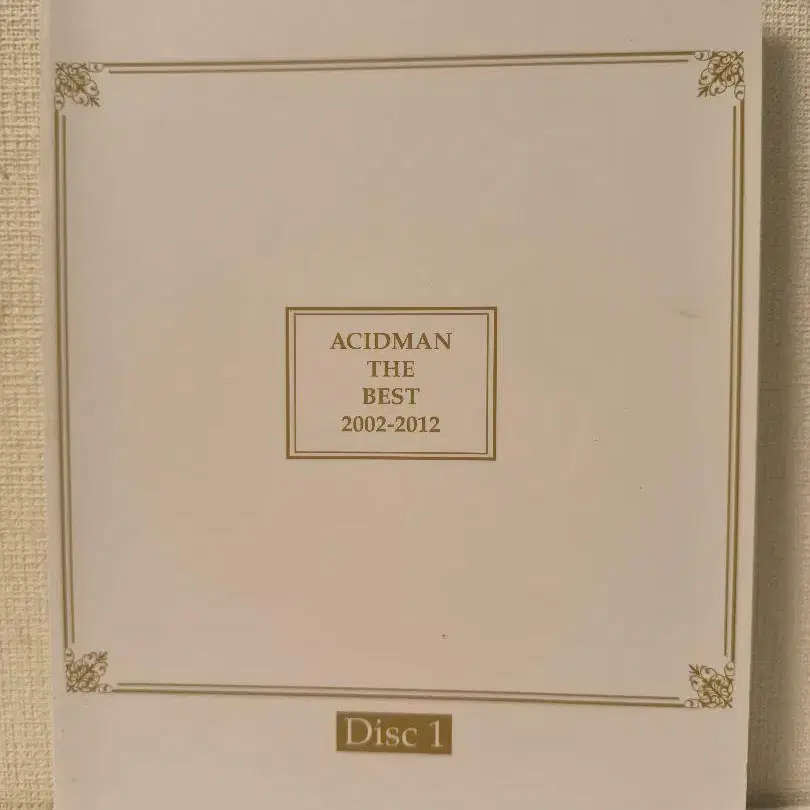 ACIDMAN
THE
BEST
2002-2012
Disc 1